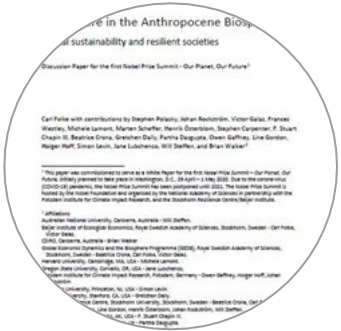 re in the Anthropocene Biosp
al sustainability and resilient societies
Discussion Paper for the first Nobel Prize Summit - Our Planet, Our Future¹
Carl Folke with contributions by Stephen Polasky, Johan Rockström, Victor Galaz, Frances
Westley, Michèle Lamont, Marten Scheffer, Henrik Österblom, Stephen Carpenter, F. Stuart
Chapin III, Beatrice Crona, Gretchen Daily, Partha Dasgupta, Owen Gaffney, Line Gordon,
Holger Hoff, Simon Levin, Jane Lubchenco, Will Steffen, and Brian Walker²
¹ This paper was commissioned to serve as a White Paper for the first Nobel Prize Summit – Our Planet, Our
Future, initially planned to take place in Washington, D.C., 29 April – 1 May 2020. Due to the corona-virus
(COVID-19) pandemic, the Nobel Prize Summit has been postponed until 2021. The Nobel Prize Summit is
hosted by the Nobel Foundation and organized by the National Academy of Sciences in partnership with the
Potsdam Institute for Climate Impact Research, and the Stockholm Resilience Centre/Beijer Institute.
² Affiliations
Australian National University, Canberra, Australia - Will Steffen,
Beijer Institute of Ecological Economics, Royal Swedish Academy of Sciences, Stockholm, Sweden - Carl Folke,
Victor Galaz,
CSIRO, Canberra, Australia - Brian Walker
Global Economic Dynamics and the Biosphere Programme (GEDB), Royal Swedish Academy of Sciences,
Stockholm, Sweden - Beatrice Crona, Carl Folke, Victor Galaz,
Harvard University, Cambridge, MA, USA - Michèle Lamont,
Oregon State University, Corvallis, OR, USA - Jane Lubchenco,
Potsdam Institute for Climate Impact Research, Potsdam, Germany - Owen Gaffney, Holger Hoff, Johan
University, Princeton, NJ, USA - Simon Levin,
University, Stanford, CA, USA - Gretchen Daily,
Centre, Stockholm University, Stockholm, Sweden - Beatrice Crona, Carl
Line Gordon, Henrik Österblom, Johan Rockström, Will Steffen,
AK, USA - F. Stuart Chapin III,
UK - Partha Dasgupta,